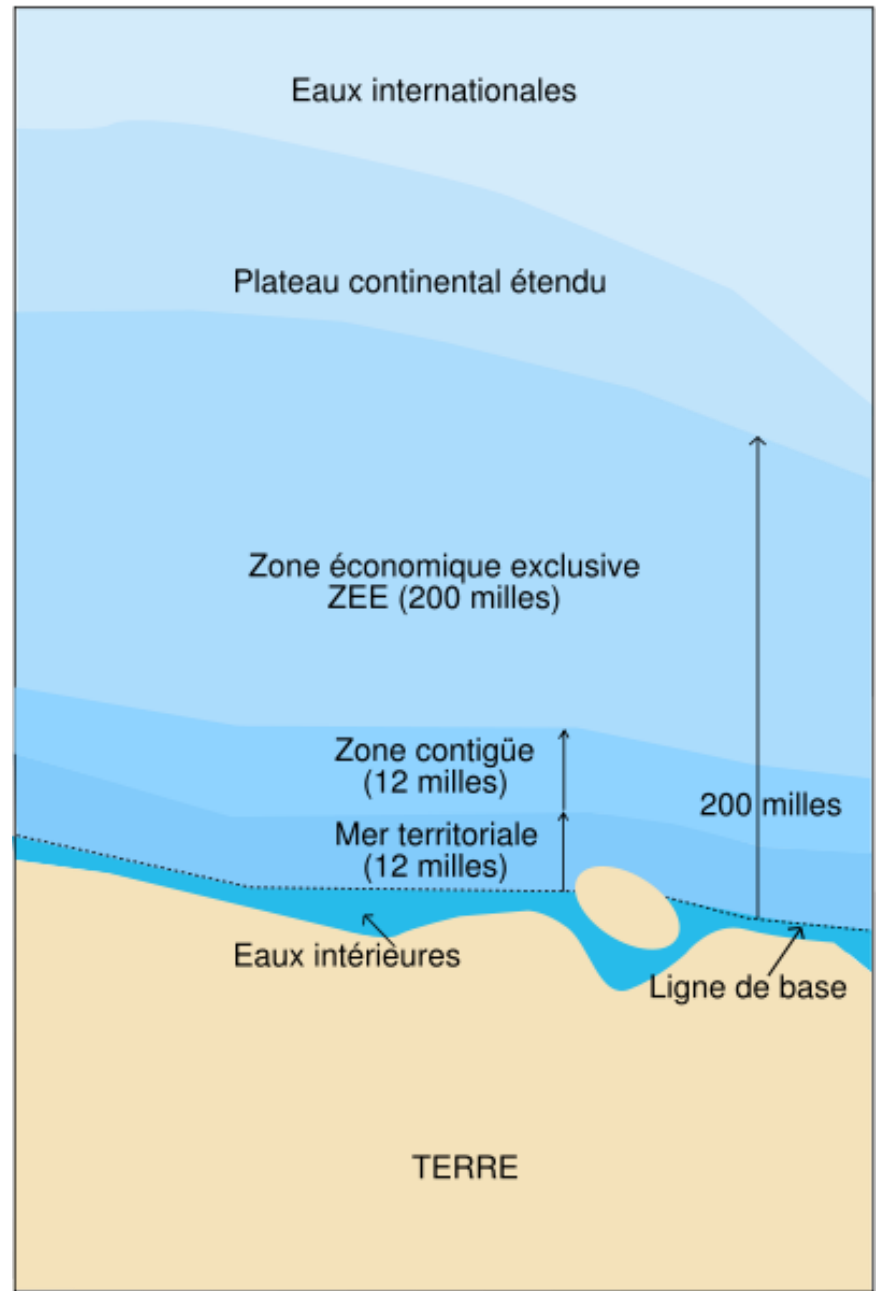 Eaux internationales
Plateau continental étendu
Zone économique exclusive
ZEE (200 milles)
Zone contigüe
(12 milles)
200 milles
Mer territoriale
(12 milles)
Eaux intérieures
Ligne de base
TERRE